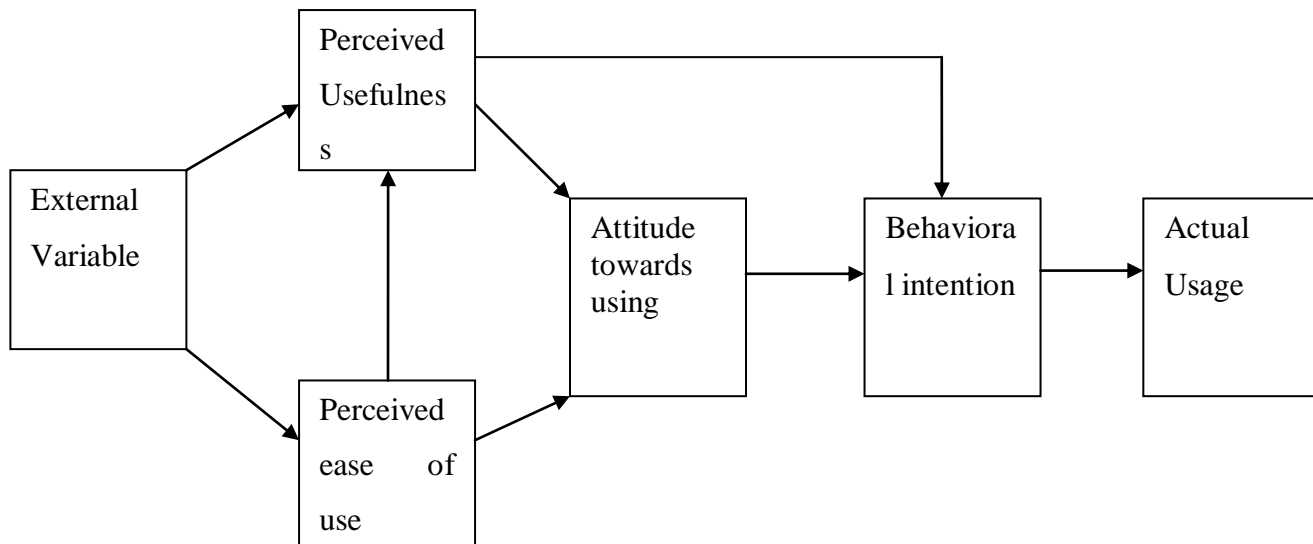 Perceived
Usefulnes
s
External
Variable
Attitude
towards
using
Behaviora
l intention
Actual
Usage
Perceived
ease of
use